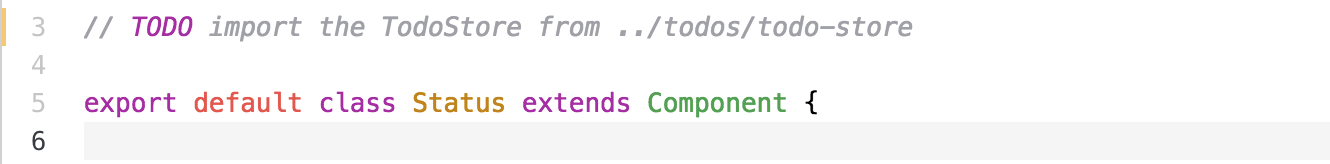 3 // TODO import the TodoStore from ../todos/todo-store
4
5 export default class Status extends Component {
6